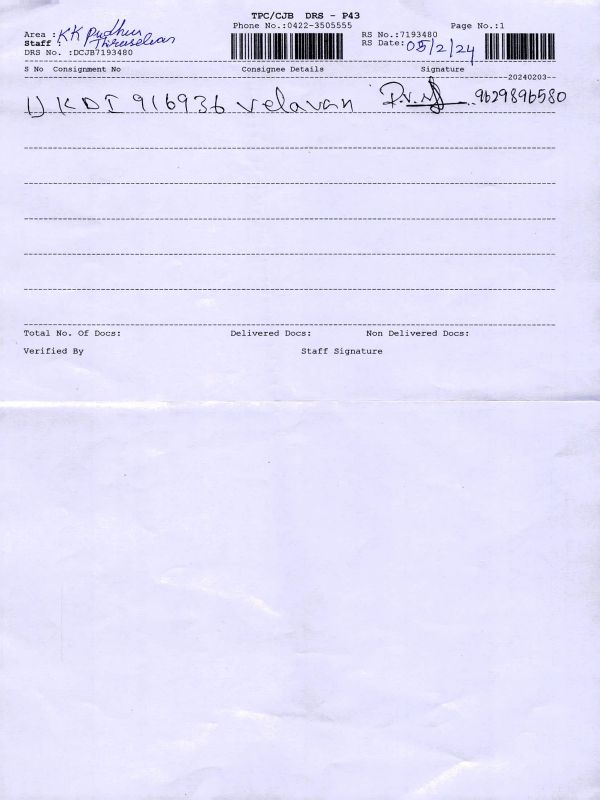 TPC/CJB DRS - P43
Phone No.:0422-3505555 Page No.:1
Area : KK Pudhur RS No.:7193480
Staff : Thiruselvan RS Date: 05/2/24
DRS No. :DCJB7193480
S No Consignment No Consignee Details Signature
20240203
1) KDI 916936 Velavan P.V. 9629896580
Total No. Of Docs: Delivered Docs: Non Delivered Docs:
Verified By Staff Signature